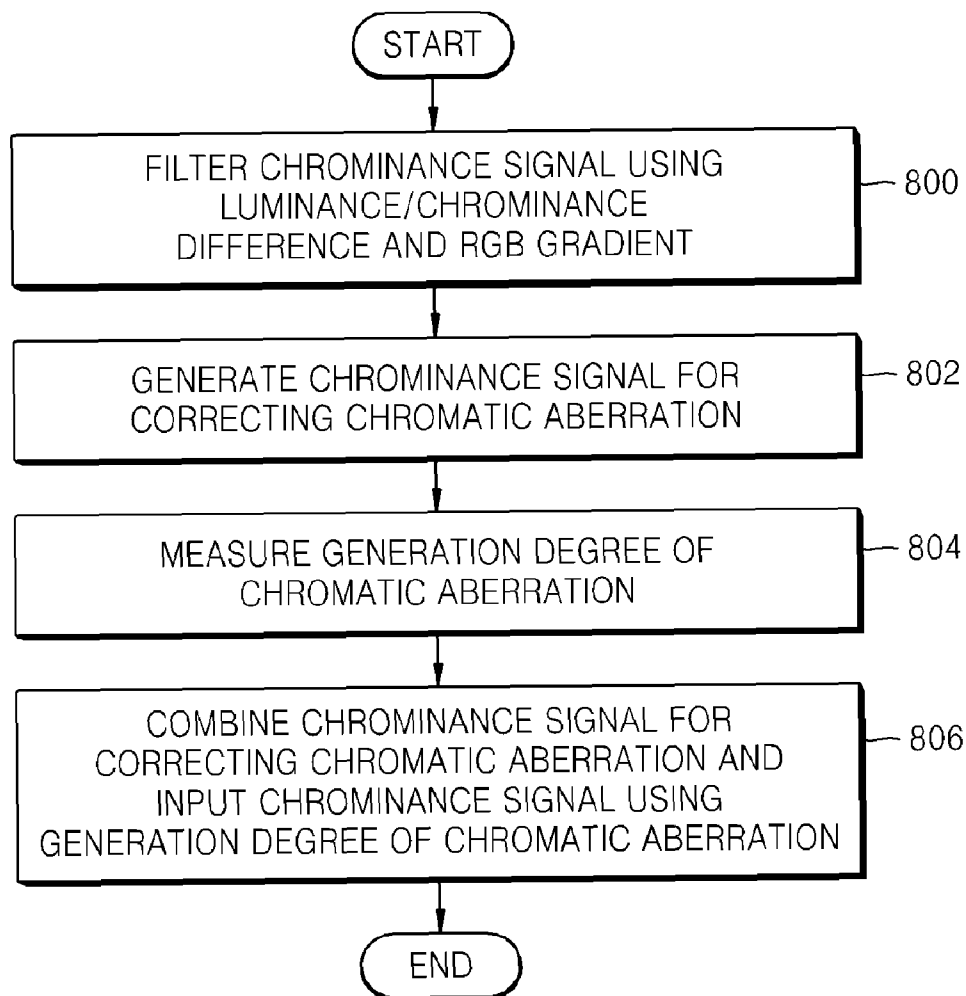 START
FILTER CHROMINANCE SIGNAL USING
LUMINANCE/CHROMINANCE
DIFFERENCE AND RGB GRADIENT
800
GENERATE CHROMINANCE SIGNAL FOR
CORRECTING CHROMATIC ABERRATION
802
MEASURE GENERATION DEGREE OF
CHROMATIC ABERRATION
804
COMBINE CHROMINANCE SIGNAL FOR
CORRECTING CHROMATIC ABERRATION AND
INPUT CHROMINANCE SIGNAL USING
GENERATION DEGREE OF CHROMATIC ABERRATION
806
END